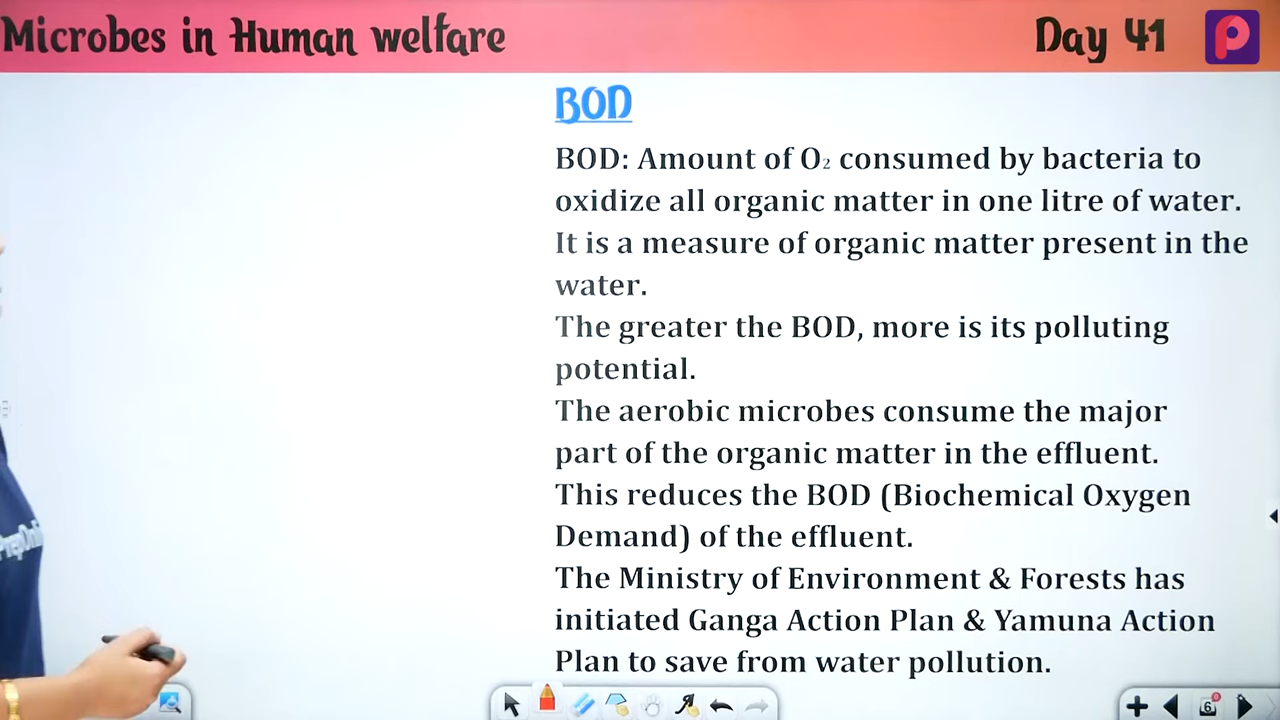 Microbes in Human welfare
Day 41
BOD
BOD: Amount of O₂ consumed by bacteria to
oxidize all organic matter in one litre of water.
It is a measure of organic matter present in the
water.
The greater the BOD, more is its polluting
potential.
The aerobic microbes consume the major
part of the organic matter in the effluent.
This reduces the BOD (Biochemical Oxygen
Demand) of the effluent.
The Ministry of Environment & Forests has
initiated Ganga Action Plan & Yamuna Action
Plan to save from water pollution.
6